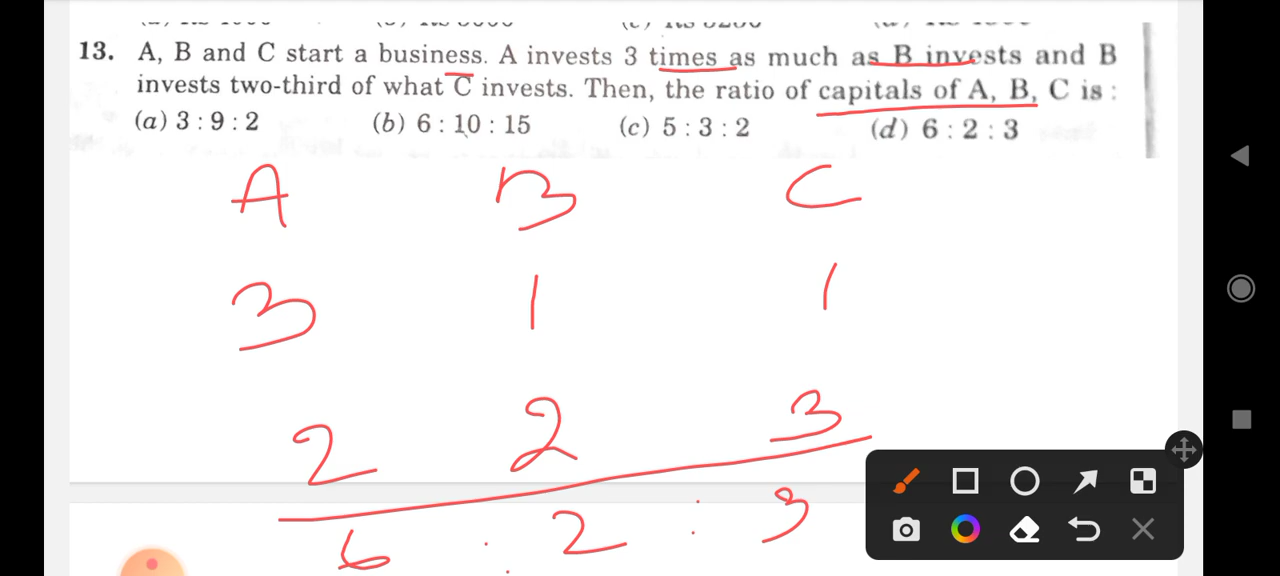 13. A, B and C start a business. A invests 3 times as much as B invests and B
invests two-third of what C invests. Then, the ratio of capitals of A, B, C is :
(a) 3 : 9 : 2 (b) 6 : 10 : 15 (c) 5 : 3 : 2 (d) 6 : 2 : 3
A B C
3 1 1
2 2 3
6 : 2 : 3